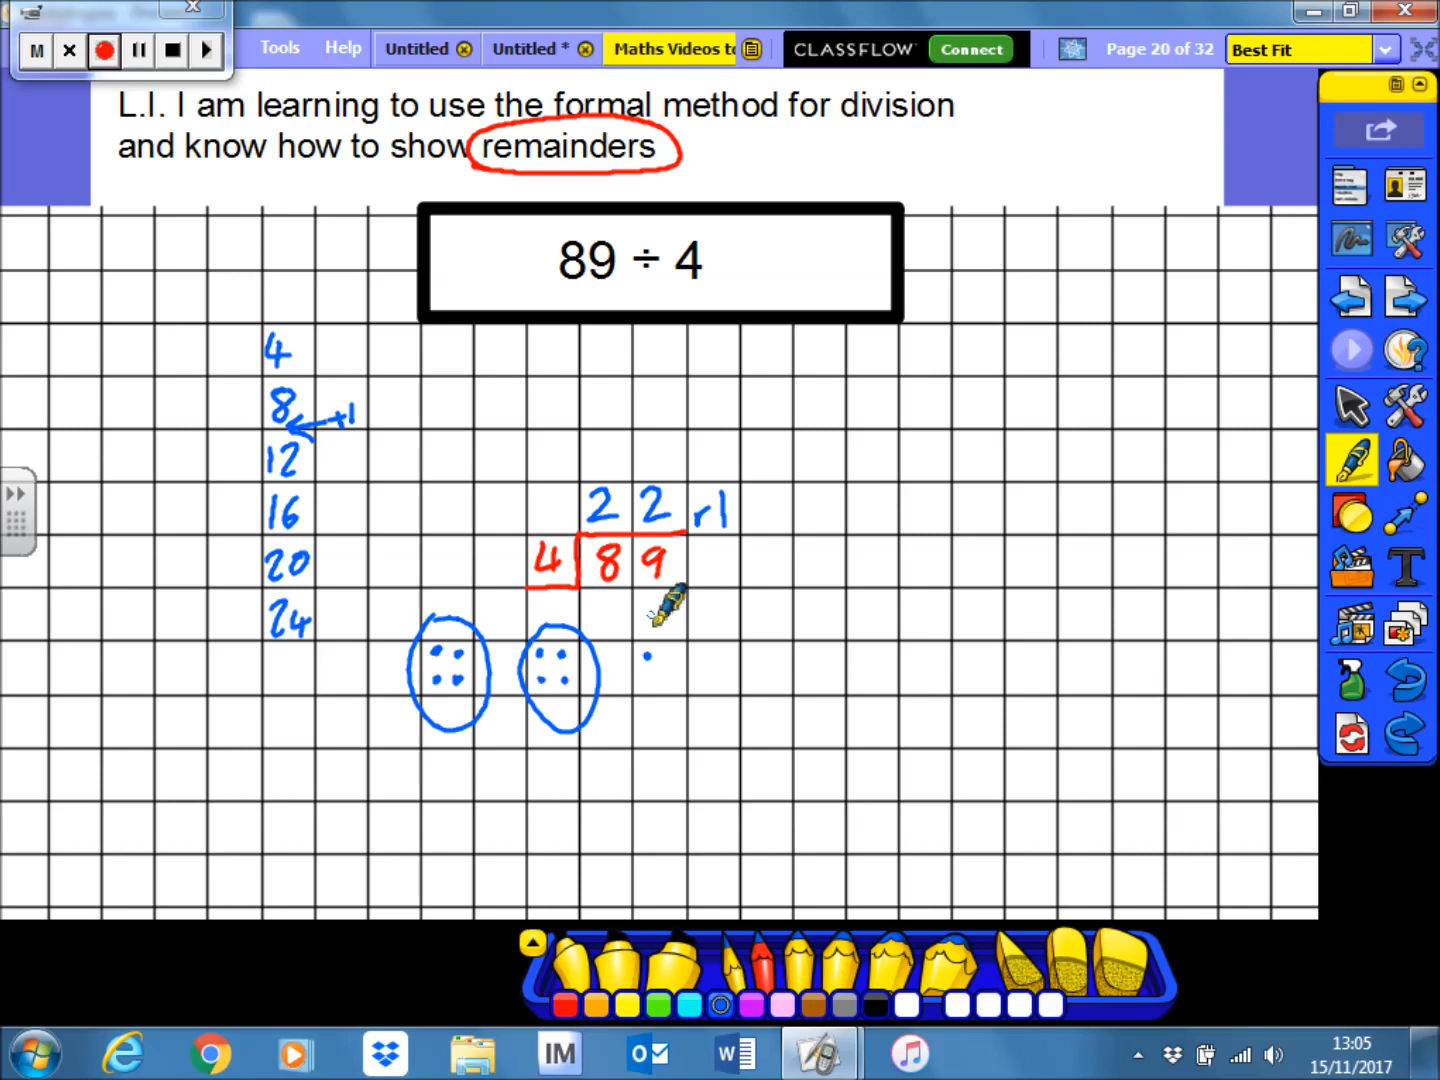 M
Tools Help Untitled Untitled * Maths Videos to CLASSFLOW Connect Page 20 of 32 Best Fit
L.I. I am learning to use the formal method for division
and know how to show remainders
89 ÷ 4
4
8
+1
12
16
20
24
2 2 r1
4 8 9
T
IM
W
13:05
15/11/2017